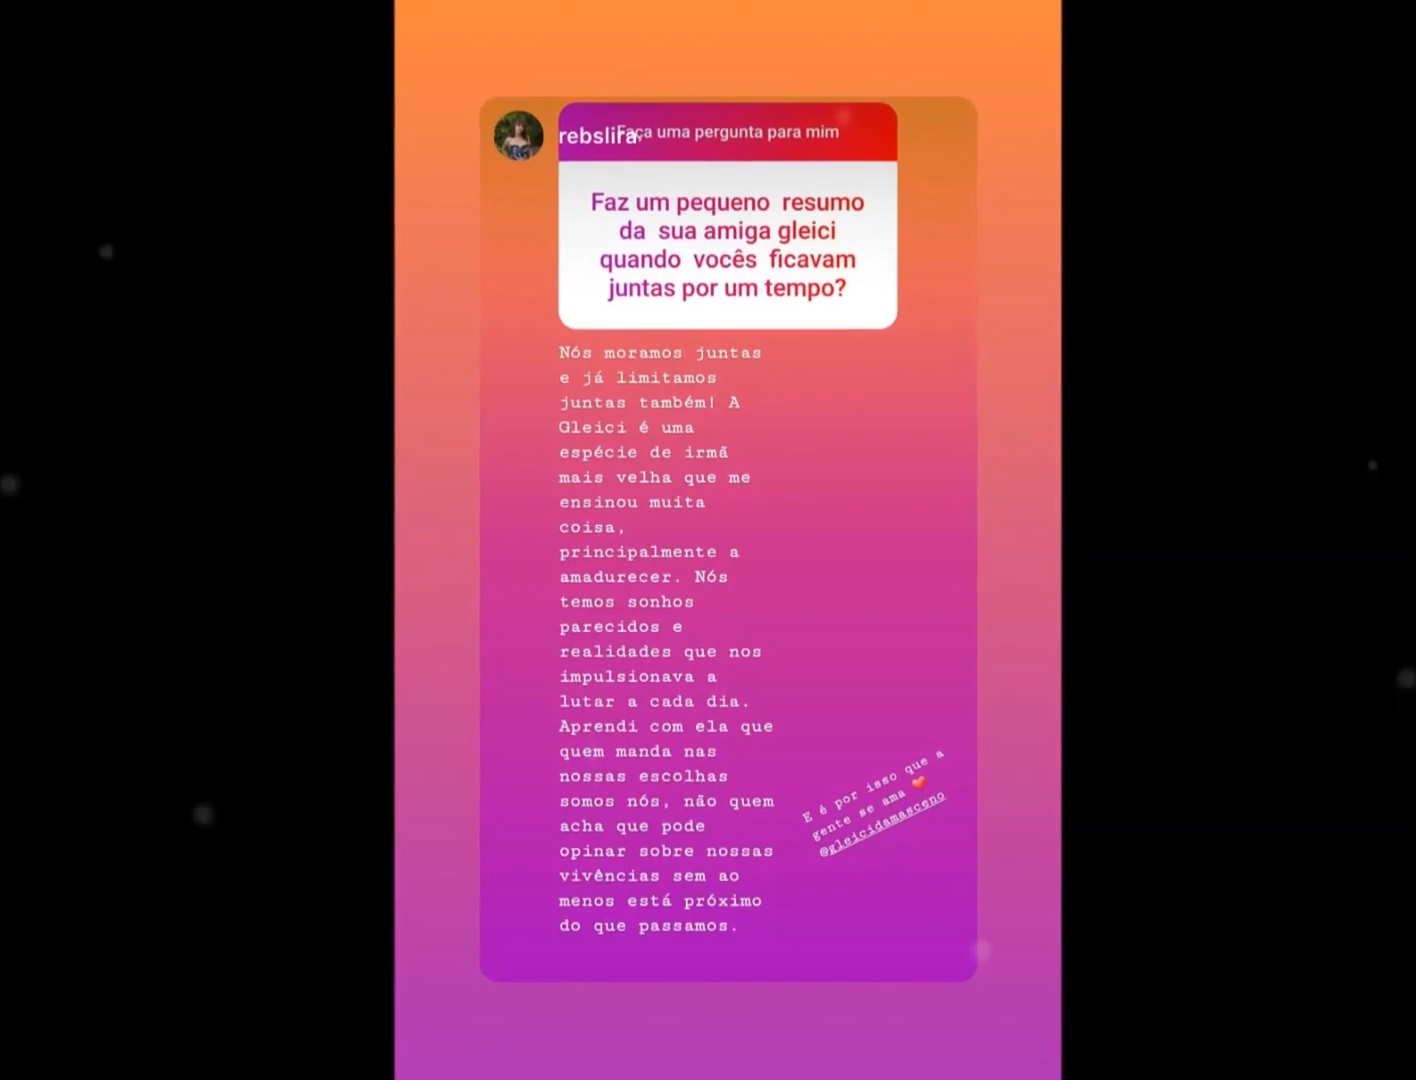 rebslira
Faça uma pergunta para mim
Faz um pequeno resumo
da sua amiga gleici
quando vocês ficavam
juntas por um tempo?
Nós moramos juntas
e já limitamos
juntas também! A
Gleici é uma
espécie de irmã
mais velha que me
ensinou muita
coisa,
principalmente a
amadurecer. Nós
temos sonhos
parecidos e
realidades que nos
impulsionava a
lutar a cada dia.
Aprendi com ela que
quem manda nas
nossas escolhas
somos nós, não quem
acha que pode
opinar sobre nossas
vivências sem ao
menos está próximo
do que passamos.
E é por isso que a
gente se ama ❤️
@gleicidamasceno